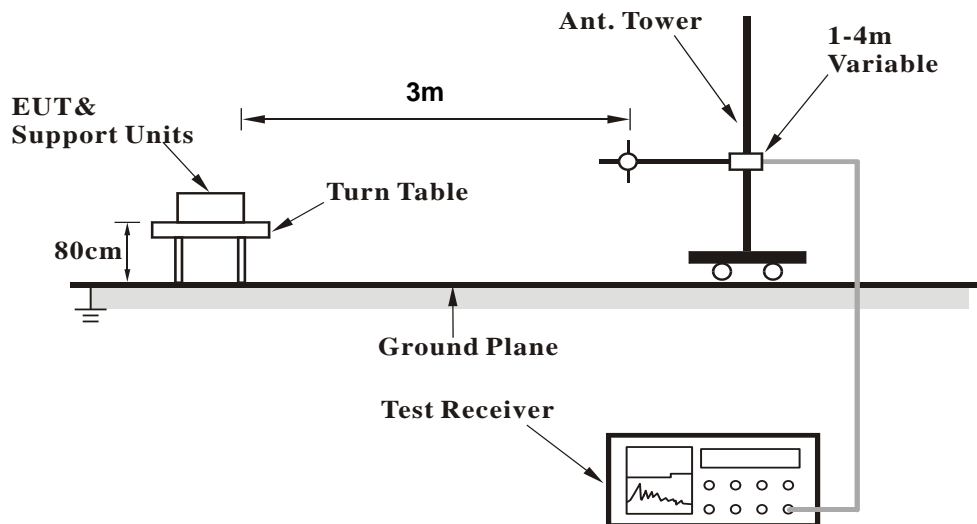 Ant. Tower
1-4m
Variable
3m
EUT&
Support Units
Turn Table
80cm
Ground Plane
Test Receiver